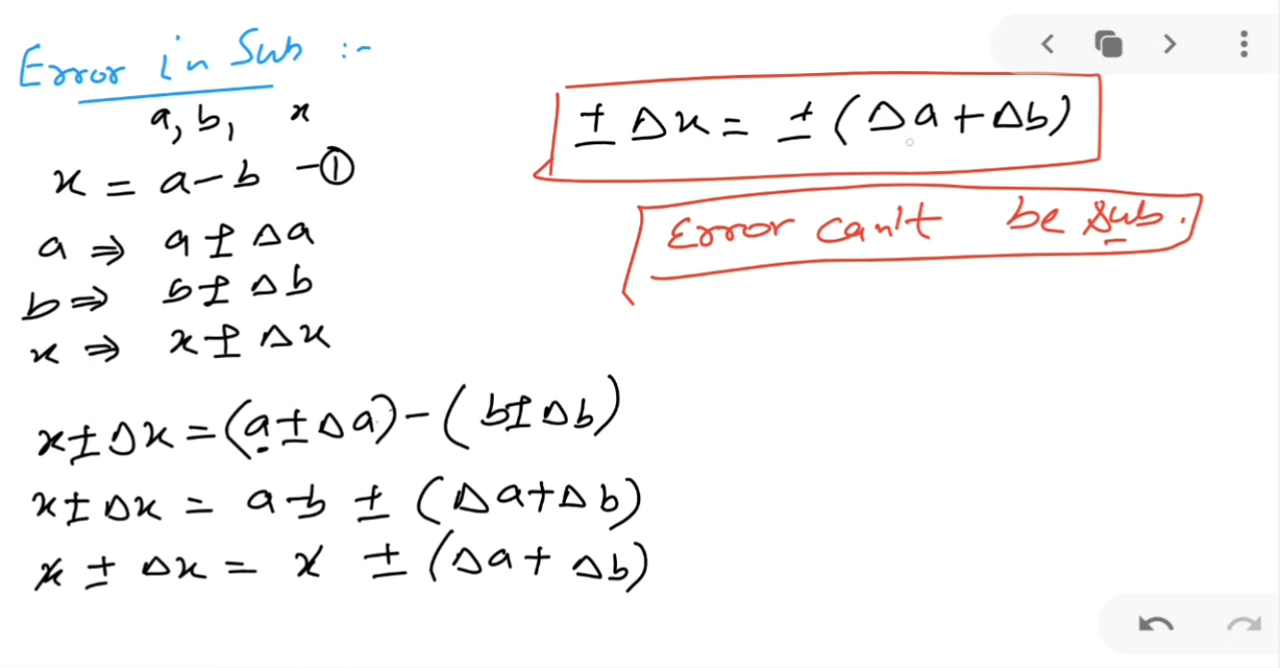 Error in Sub :-
a, b, x
x = a - b -①
a ⇒ a ± Δa
b ⇒ b ± Δb
x ⇒ x ± Δx
x ± Δx = (a ± Δa) - (b ± Δb)
x ± Δx = a - b ± (Δa + Δb)
x ± Δx = x ± (Δa + Δb)
± Δx = ± (Δa + Δb)
Error can't be sub.